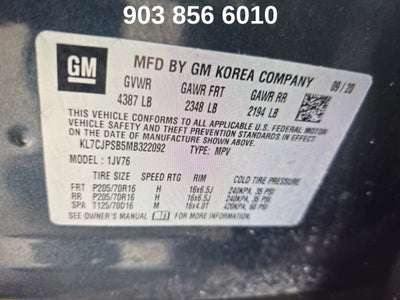 903 856 6010
GM
MFD BY GM KOREA COMPANY 09/20
GVWR GAWR FRT GAWR RR
4387 LB 2348 LB 2194 LB
THIS VEHICLE CONFORMS TO ALL APPLICABLE U.S. FEDERAL MOTOR
VEHICLE SAFETY, BUMPER, AND THEFT PREVENTION STANDARDS IN
EFFECT ON THE DATE OF MANUFACTURE SHOWN ABOVE.
KL7CJPSB5MB322092 TYPE: MPV
MODEL: 1JV76
TIRE SIZE SPEED RTG RIM COLD TIRE PRESSURE
FRT P205/70R16 H 16x6.5J 240KPA, 35 PSI
RR P205/70R16 H 16x6.5J 240KPA, 35 PSI
SPA T125/70D16 M 16x4.0T 420KPA, 60 PSI
SEE OWNER'S MANUAL FOR MORE INFORMATION.